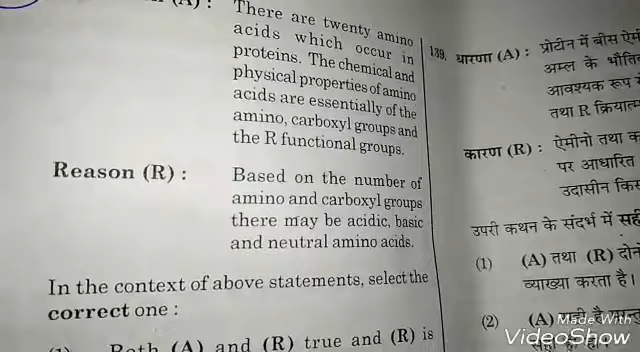 (A) :
There are twenty amino
acids which occur in
proteins. The chemical and
physical properties of amino
acids are essentially of the
amino, carboxyl groups and
the R functional groups.
Reason (R) :
Based on the number of
amino and carboxyl groups
there may be acidic, basic
and neutral amino acids.
In the context of above statements, select the
correct one :
(1) Both (A) and (R) true and (R) is
139. धारणा (A) : प्रोटीन में बीस
अम्ल के
आवश्यक रूप
तथा R
कारण (R) : ऐमीनो तथा
पर आधारित
उदासीन
उपरी कथन के संदर्भ में सही
(1) (A) तथा (R)
व्याख्या करता है।
(2) (A) सही है
Made With
VideoShow